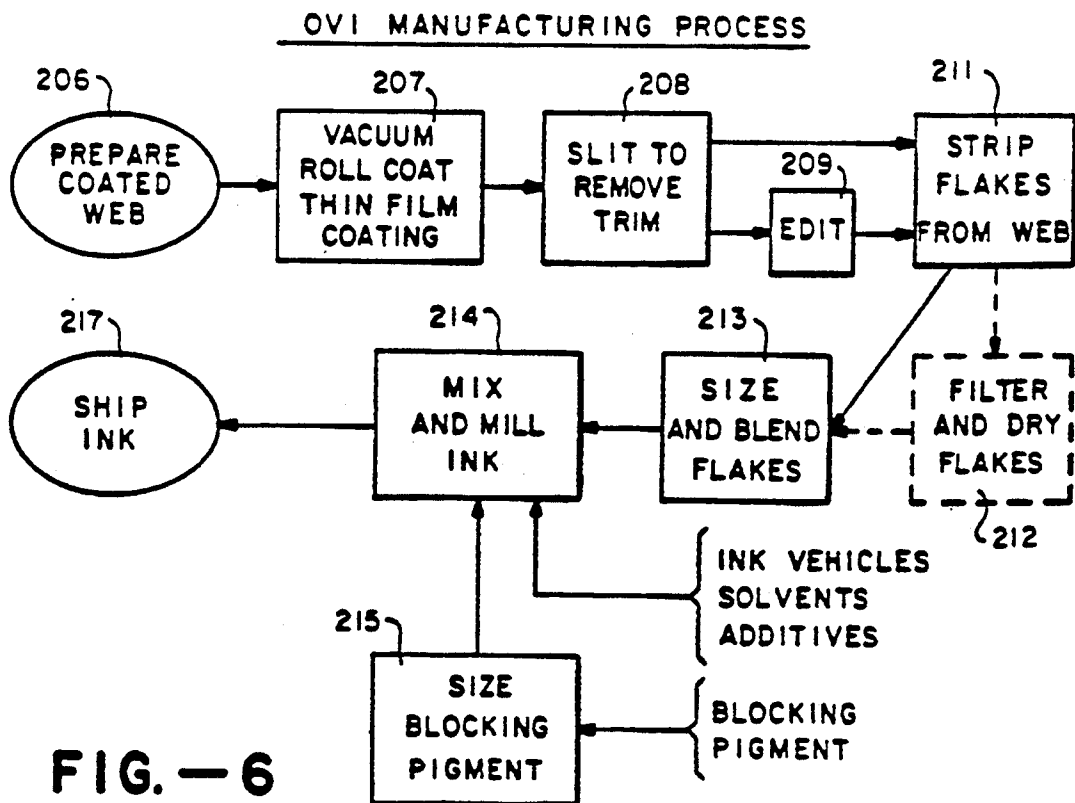 OVI MANUFACTURING PROCESS
206
PREPARE
COATED
WEB
207
VACUUM
ROLL COAT
THIN FILM
COATING
208
SLIT TO
REMOVE
TRIM
209
EDIT
211
STRIP
FLAKES
FROM WEB
217
SHIP
INK
214
MIX
AND MILL
INK
213
SIZE
AND BLEND
FLAKES
FILTER
AND DRY
FLAKES
212
INK VEHICLES
SOLVENTS
ADDITIVES
215
SIZE
BLOCKING
PIGMENT
BLOCKING
PIGMENT
FIG. — 6